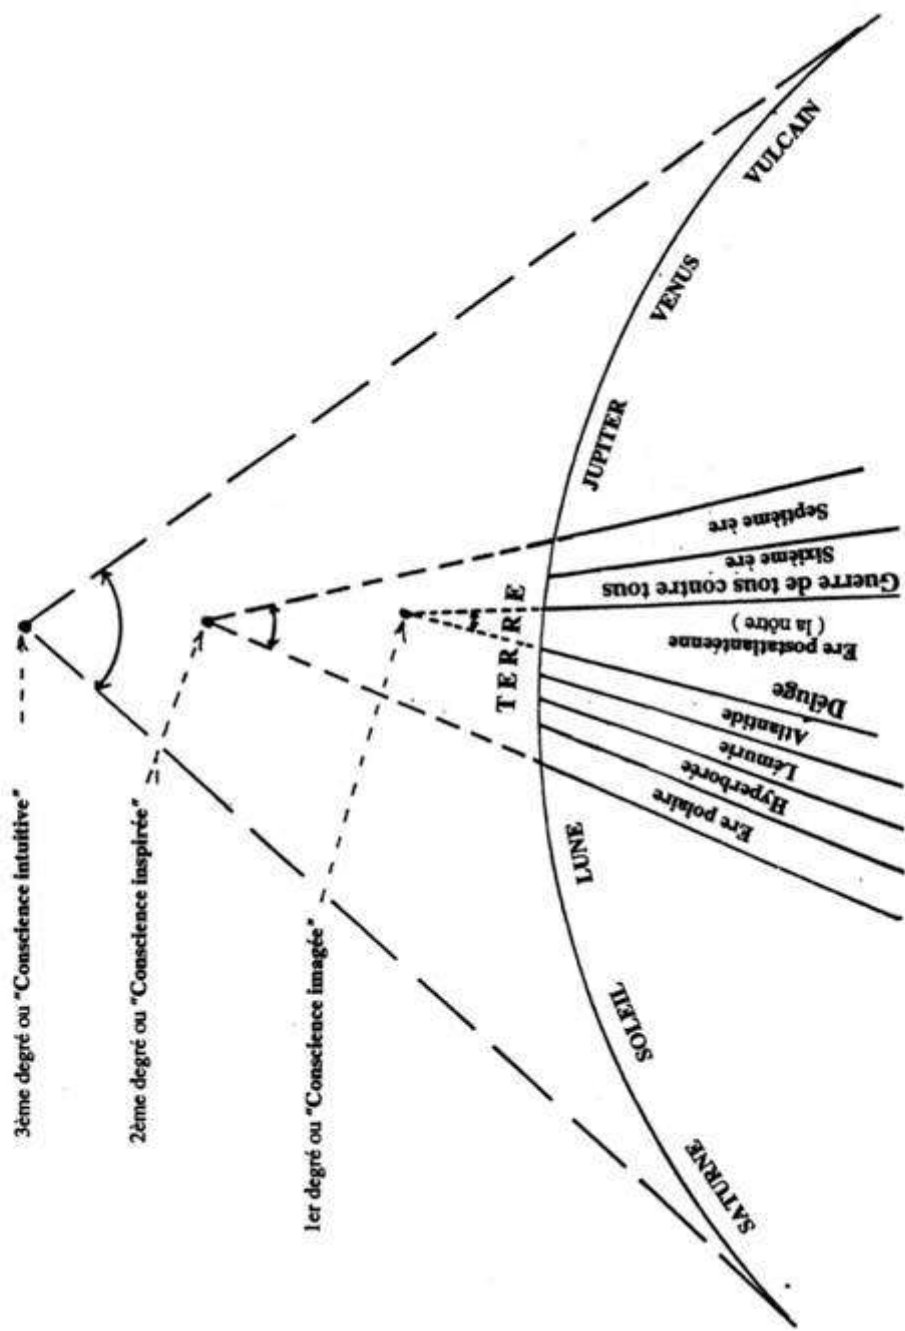 3ème degré ou "Conscience intuitive"
2ème degré ou "Conscience inspirée"
1er degré ou "Conscience imagée"
SATURNE
SOLEIL
LUNE
TERRE
JUPITER
VENUS
VULCAIN
Ere polaire
Hyperborée
Lémurie
Atlantide
Déluge
Ere postatlantéenne
( la nôtre )
Guerre de tous contre tous
Sixième ère
Septième ère